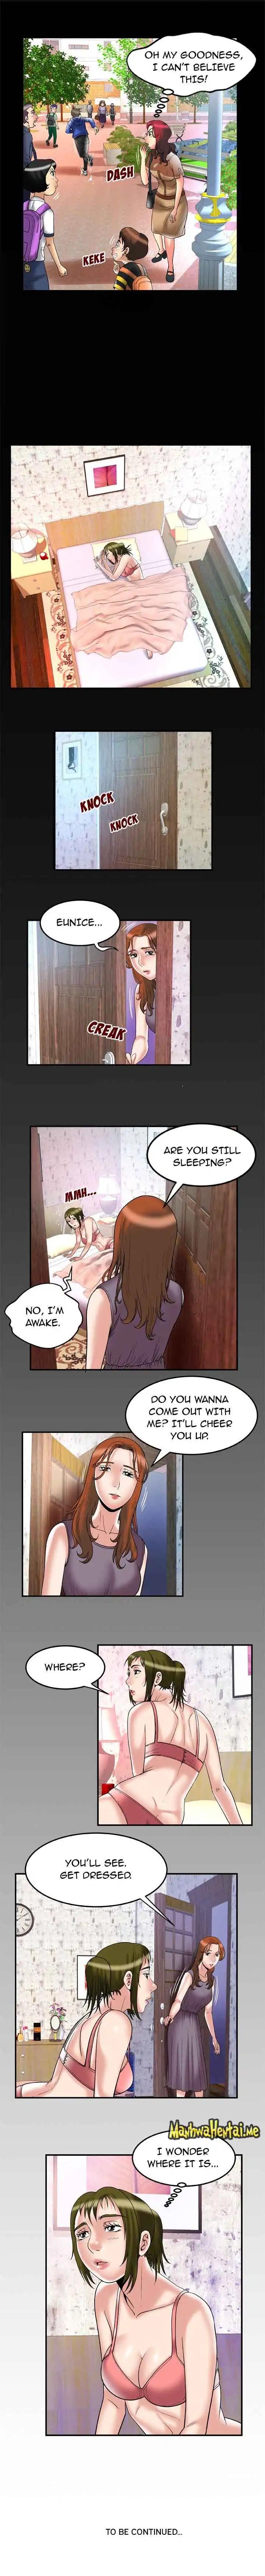 OH MY GOODNESS,
I CAN'T BELIEVE
THIS!
DASH
KEKE
KNOCK
KNOCK
EUNICE...
CREAK
ARE YOU STILL
SLEEPING?
MMH...
NO, I'M
AWAKE.
DO YOU WANNA
COME OUT WITH
ME? IT'LL CHEER
YOU UP.
WHERE?
YOU'LL SEE.
GET DRESSED.
ManhwaHentai.me
I WONDER
WHERE IT IS...
TO BE CONTINUED...